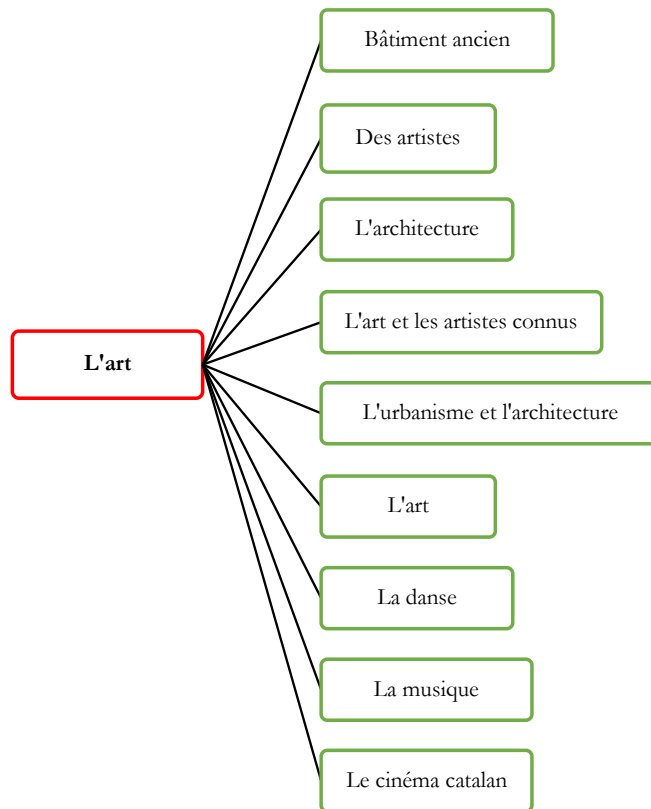 Bâtiment ancien
Des artistes
L'architecture
L'art et les artistes connus
L'art
L'urbanisme et l'architecture
L'art
La danse
La musique
Le cinéma catalan